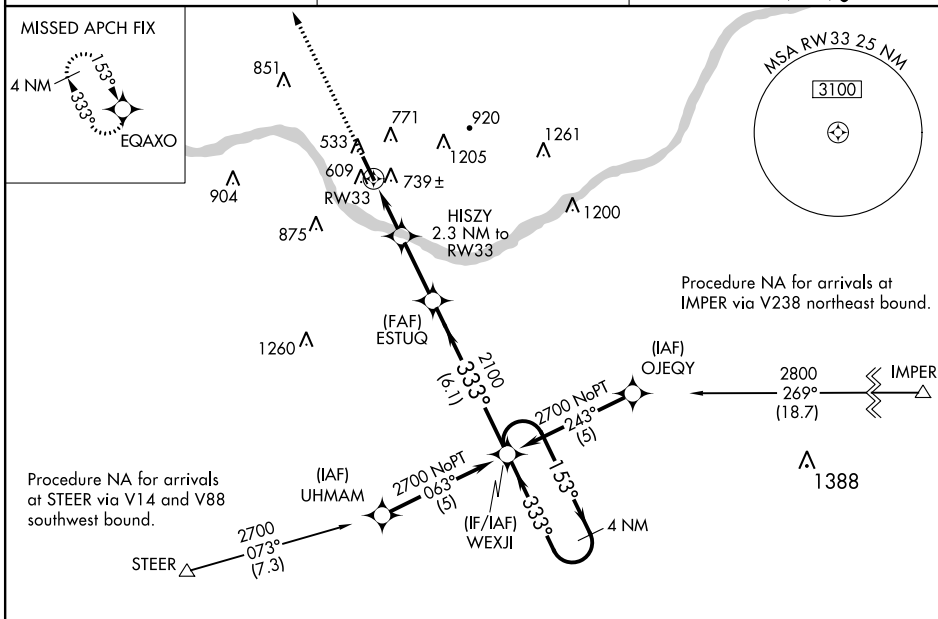 MISSED APCH FIX
4 NM
153°
333°
EQAXO
MSA RW33 25 NM
3100
851
771
920
533
1205
1261
609
739 ±
RW33
904
1200
875
HISZY
2.3 NM to
RW33
Procedure NA for arrivals at
IMPER via V238 northeast bound.
(FAF)
ESTUQ
1260
2100
333°
(6.1)
(IAF)
OJEQY
2800
269°
(18.7)
IMPER
2700 NoPT
243°
(5)
1388
Procedure NA for arrivals
at STEER via V14 and V88
southwest bound.
(IAF)
UHMAM
2700 NoPT
063°
(5)
153°
333°
4 NM
(IF/IAF)
WEXJI
2700
073°
(7.3)
STEER